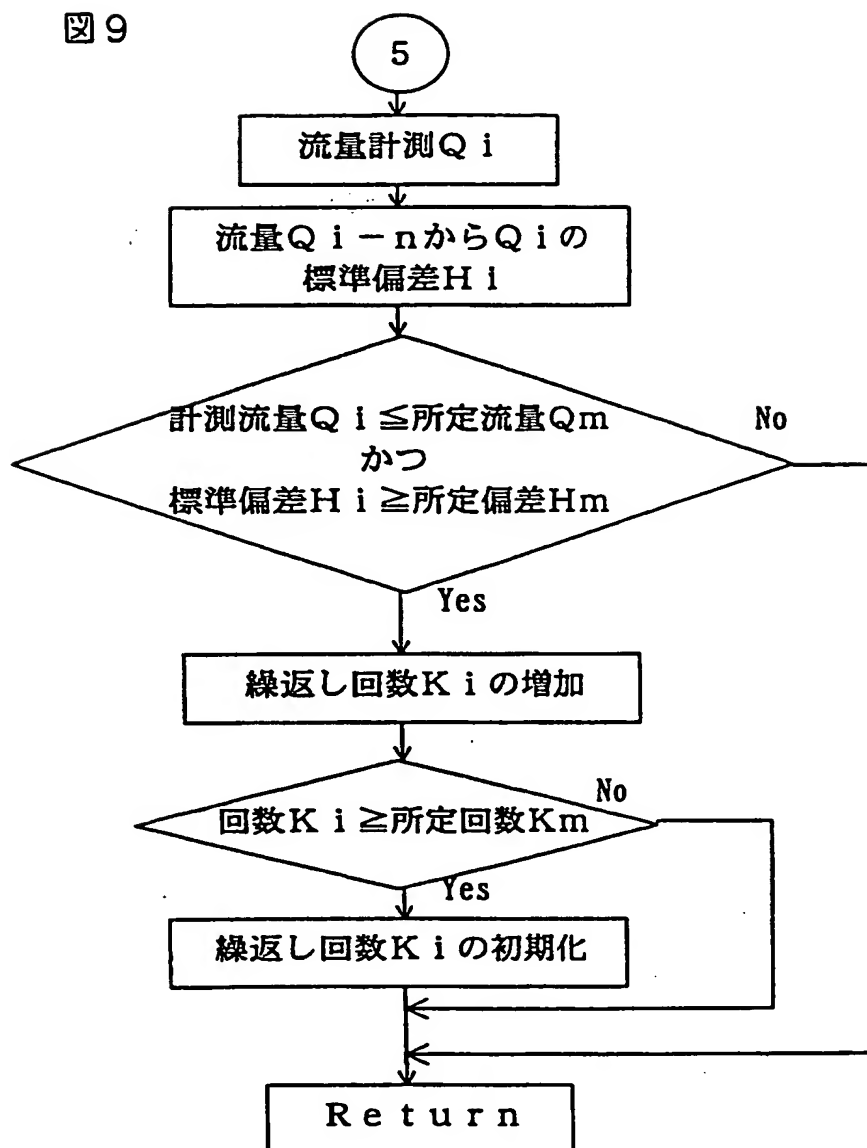 図9
5
流量計測Qi
流量Qi-nからQiの
標準偏差Hi
計測流量Qi≦所定流量Qm
No
かつ
標準偏差Hi≧所定偏差Hm
Yes
繰返し回数Kiの増加
No
回数Ki≧所定回数Km
Yes
繰返し回数Kiの初期化
Return